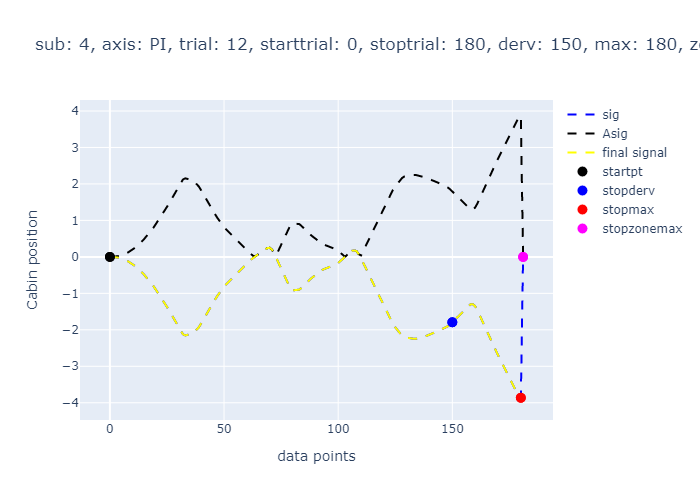 sub: 4, axis: PI, trial: 12, starttrial: 0, stoptrial: 180, derv: 150, max: 180,
4
3
2
1
0
−1
−2
−3
−4
Cabin position
0
50
100
150
data points
sig
Asig
final signal
startpt
stopderv
stopmax
stopzonemax